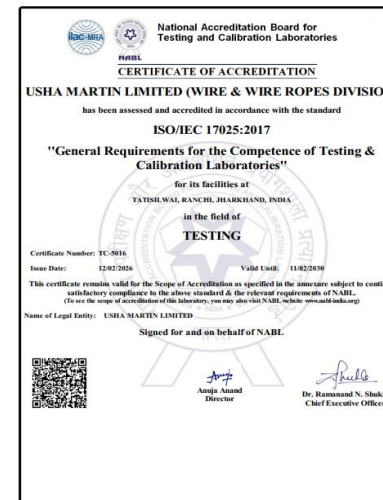 ilac-MRA
NABL
National Accreditation Board for
Testing and Calibration Laboratories
CERTIFICATE OF ACCREDITATION
USHA MARTIN LIMITED (WIRE & WIRE ROPES DIVISIO
has been assessed and accredited in accordance with the standard
ISO/IEC 17025:2017
"General Requirements for the Competence of Testing &
Calibration Laboratories"
for its facilities at
TATISILWAI, RANCHI, JHARKHAND, INDIA
in the field of
TESTING
Certificate Number: TC-5016
Issue Date: 12/02/2026 Valid Until: 11/02/2030
This certificate remains valid for the Scope of Accreditation as specified in the annexure subject to conti
satisfactory compliance to the above standard & the relevant requirements of NABL.
(To see the scope of accreditation of this laboratory, you may also visit NABL website www.nabl-india.org)
Name of Legal Entity: USHA MARTIN LIMITED
Signed for and on behalf of NABL
Anuja Anand
Director
Dr. Ramanand N. Shukl
Chief Executive Officer